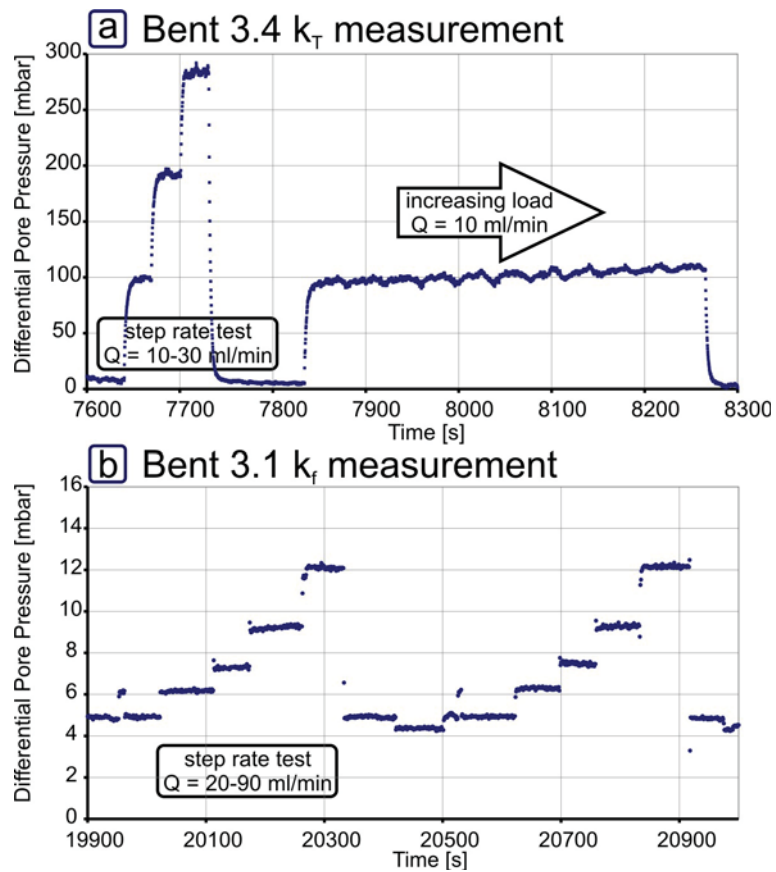 a Bent 3.4 kT measurement
Differential Pore Pressure [mbar]
300
250
200
150
100
50
0
increasing load
Q = 10 ml/min
step rate test
Q = 10-30 ml/min
7600 7700 7800 7900 8000 8100 8200 8300
Time [s]
b Bent 3.1 kf measurement
Differential Pore Pressure [mbar]
16
14
12
10
8
6
4
2
0
step rate test
Q = 20-90 ml/min
19900 20100 20300 20500 20700 20900
Time [s]